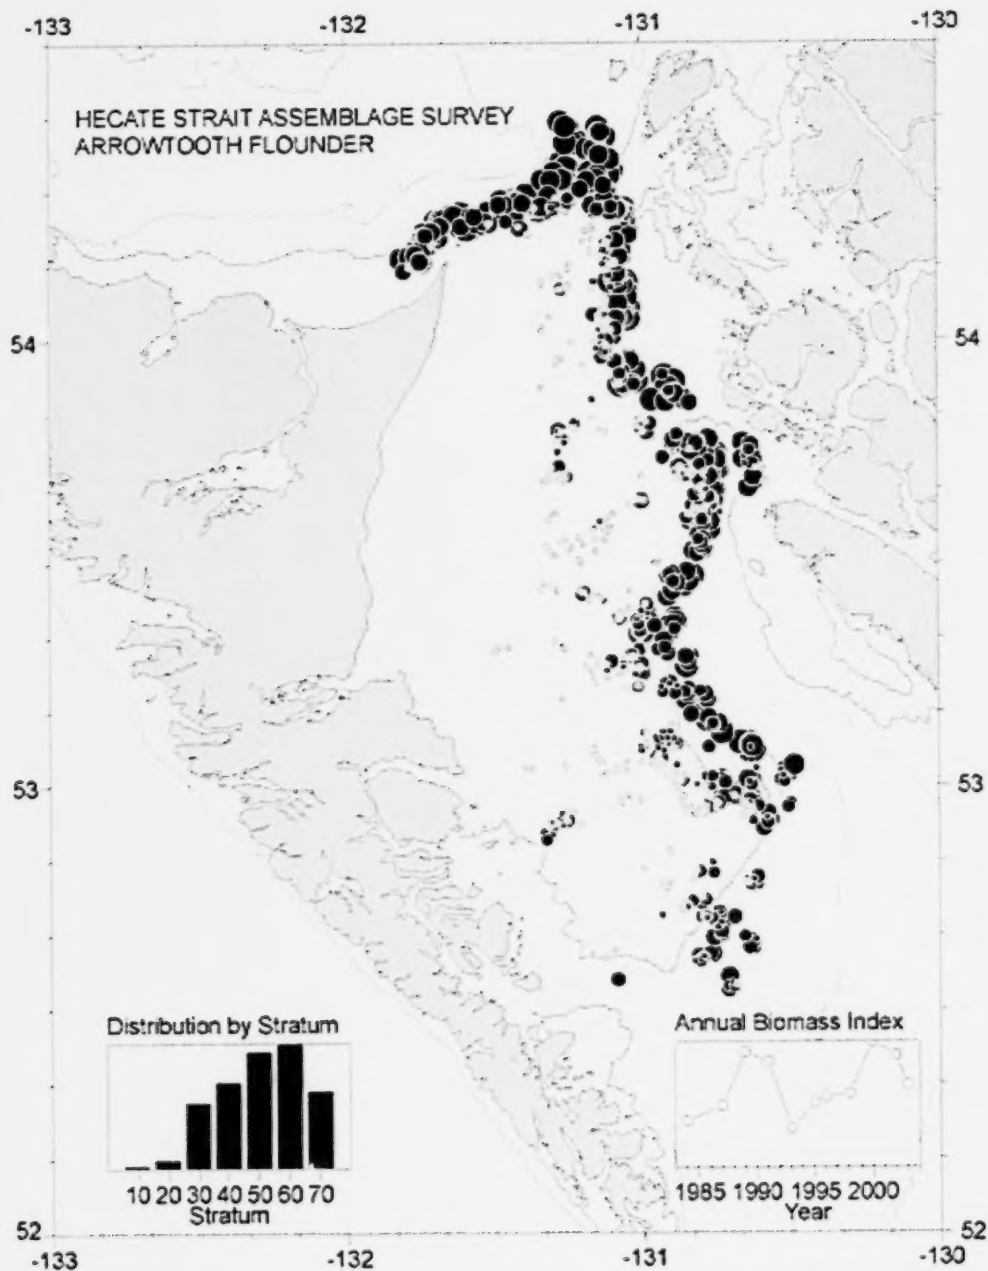 -133 -132 -131 -130
HECATE STRAIT ASSEMBLAGE SURVEY
ARROWTOOTH FLOUNDER
54 54
53 53
Distribution by Stratum
10 20 30 40 50 60 70
Stratum
Annual Biomass Index
1985 1990 1995 2000
Year
52 52
-133 -132 -131 -130